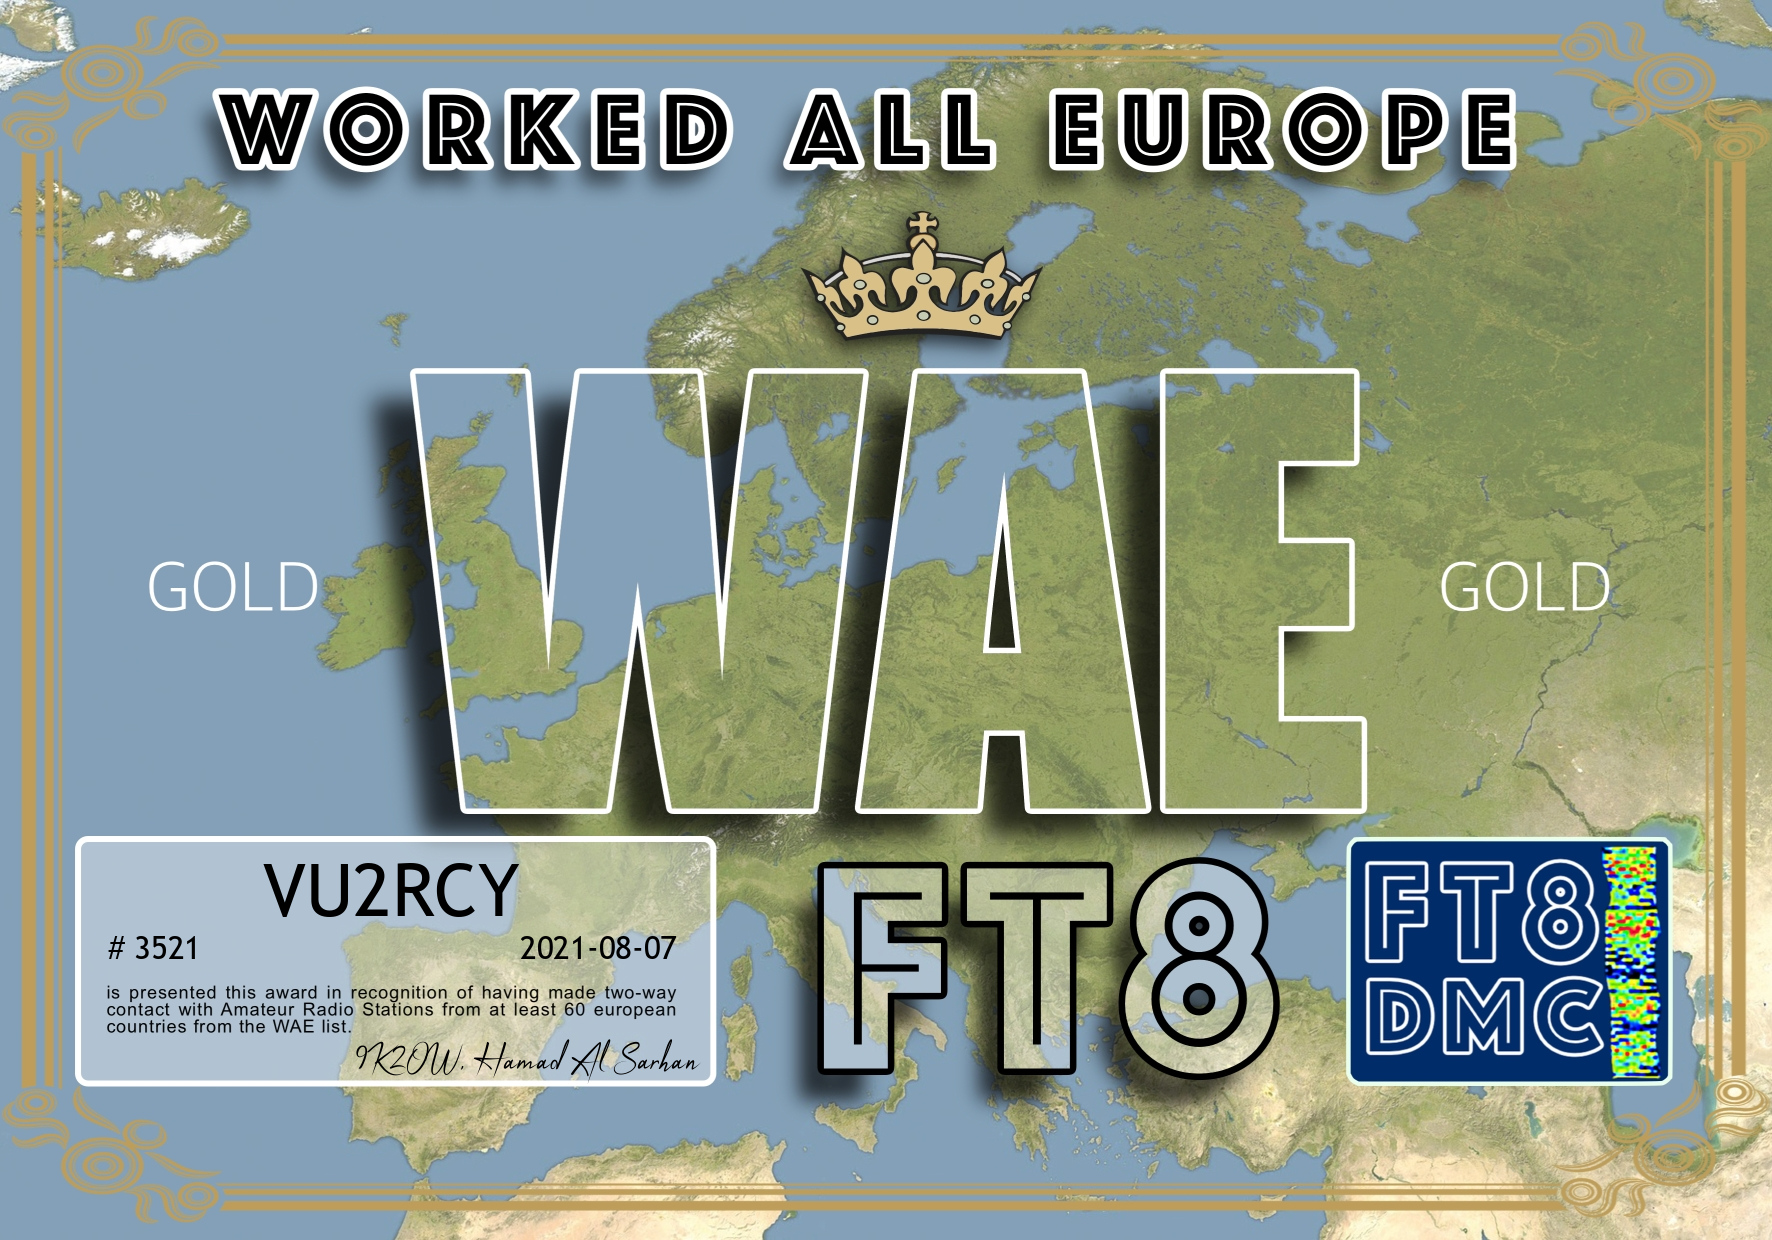 WORKED ALL EUROPE
WAE
GOLD
GOLD
VU2RCY
# 3521 2021-08-07
is presented this award in recognition of having made two-way
contact with Amateur Radio Stations from at least 60 european
countries from the WAE list.
9K2OW, Hamad Al Sarhan
FT8
FT8
DMC